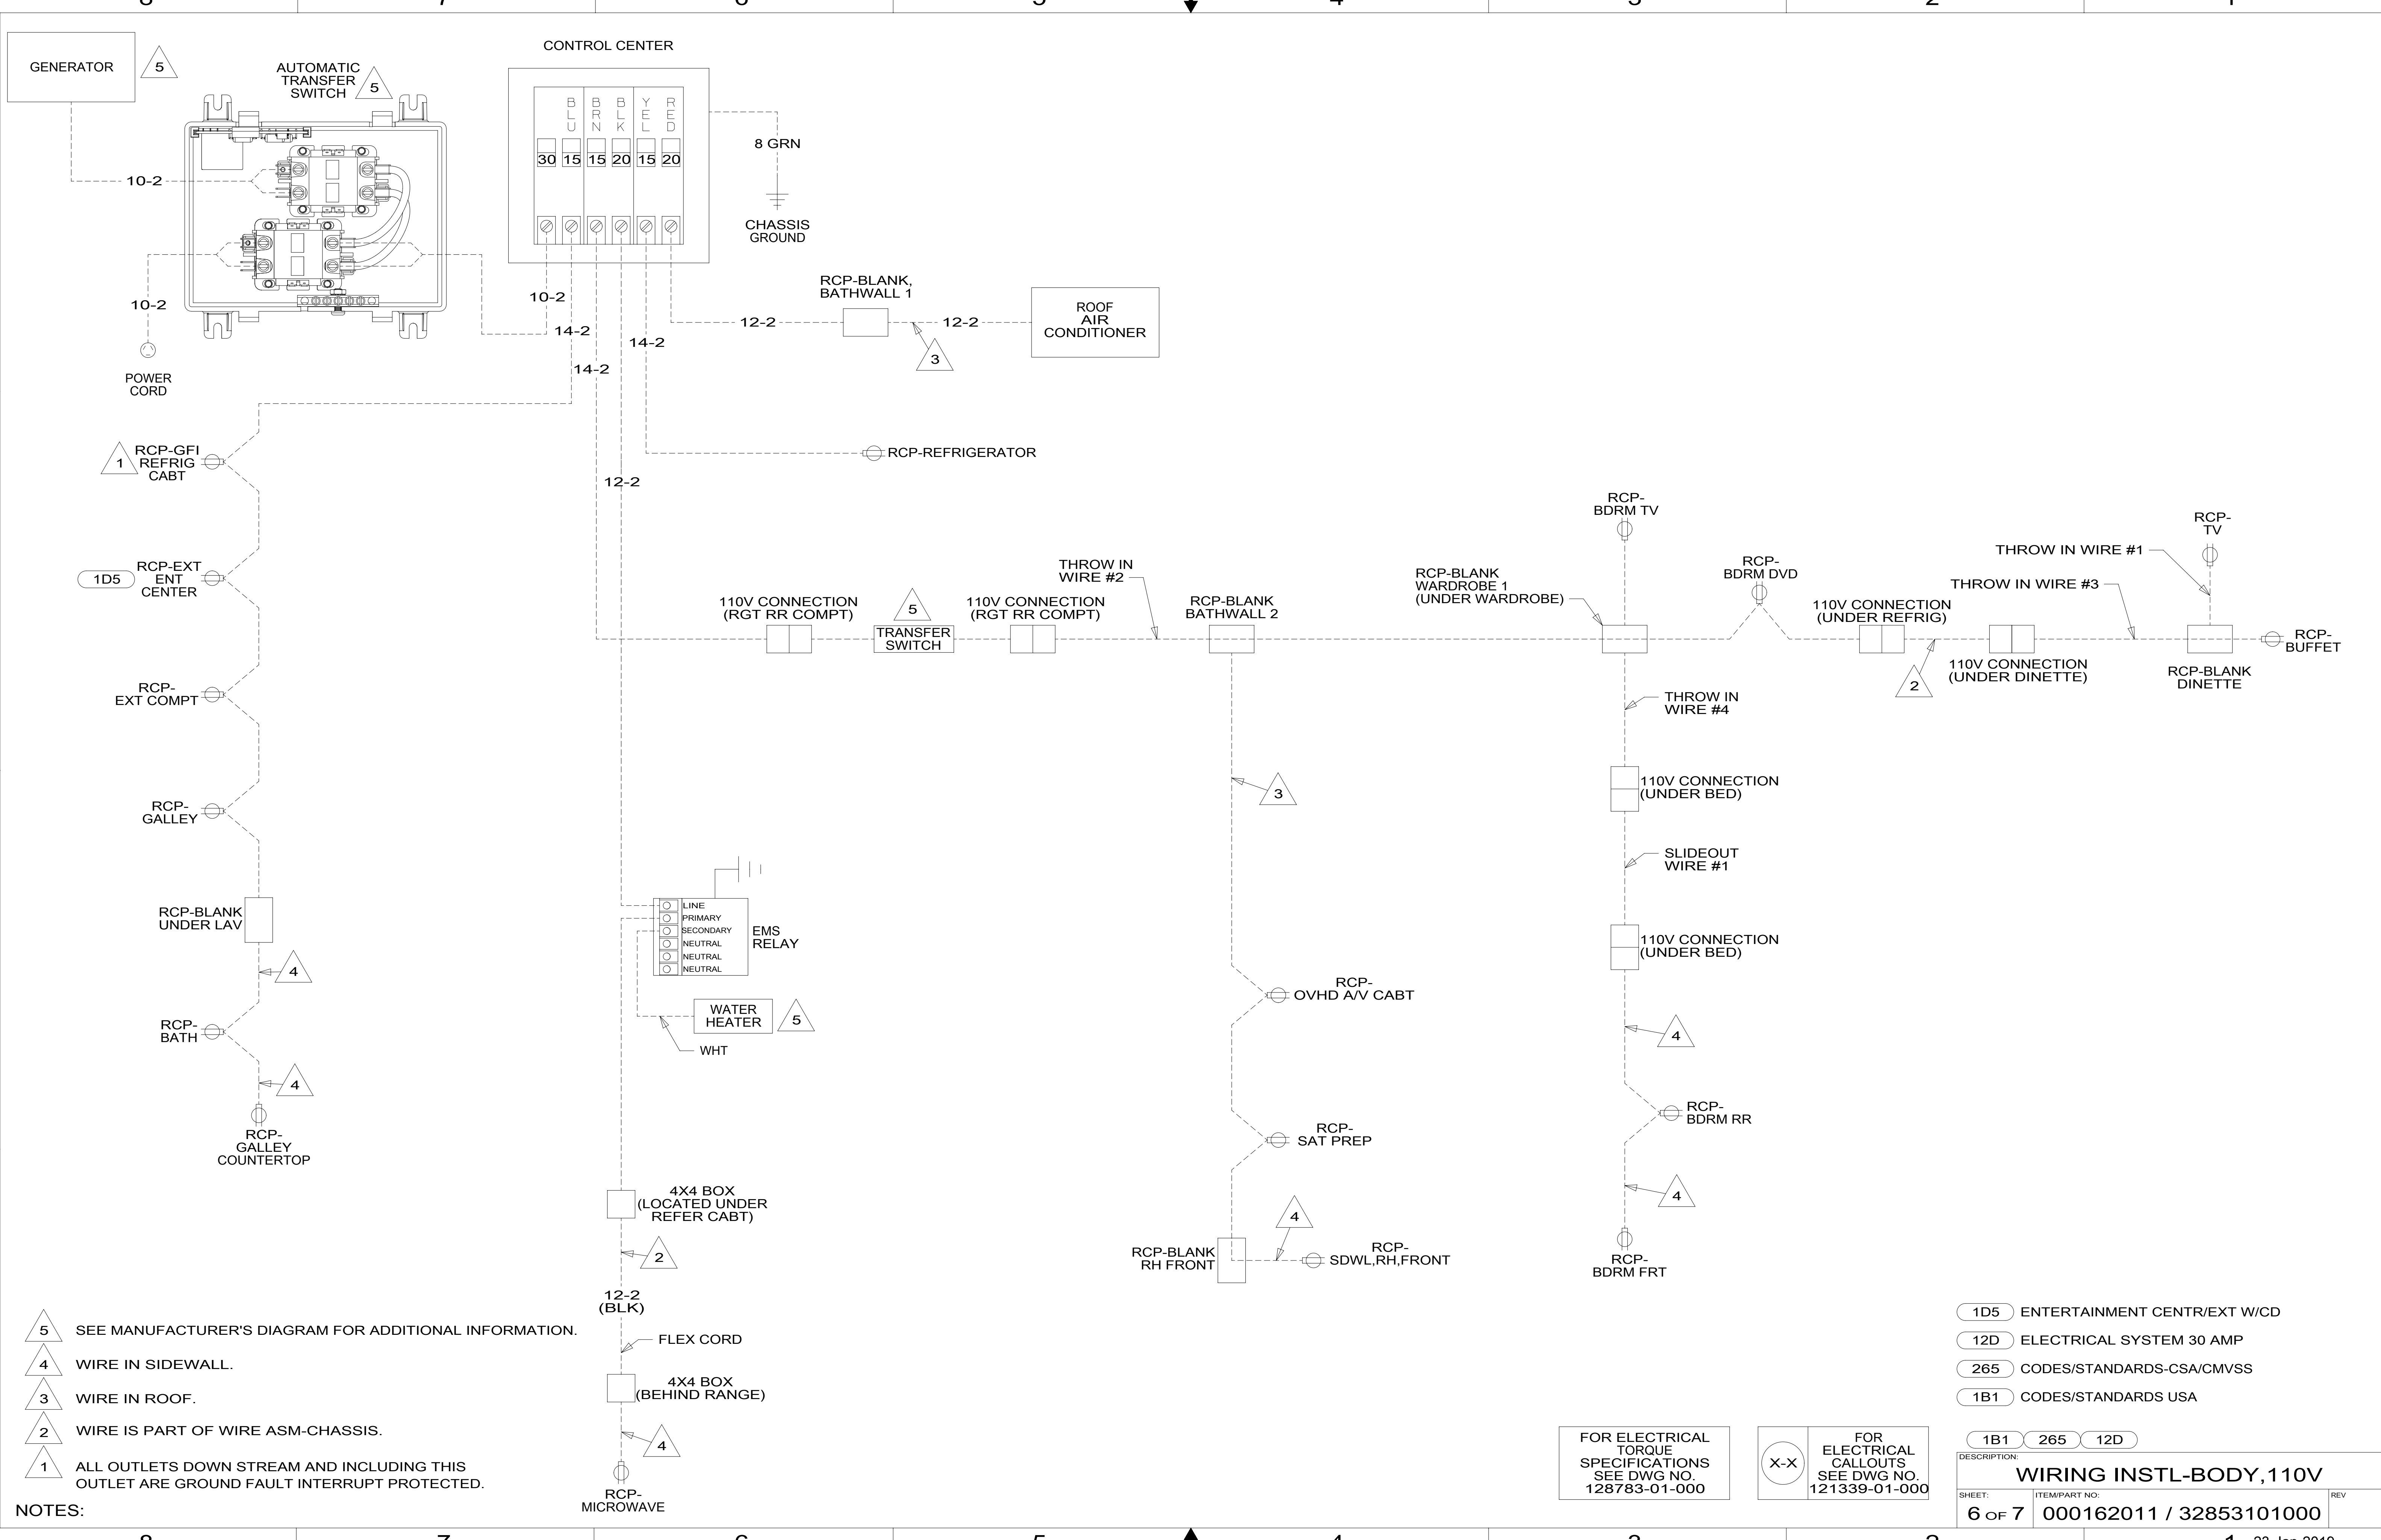 GENERATOR
5
AUTOMATIC
TRANSFER
SWITCH
5
CONTROL CENTER
BLU
BRN
BLK
YEL
RED
30 15 15 20 15 20
8 GRN
CHASSIS
GROUND
10-2
10-2
POWER
CORD
10-2
14-2
14-2
14-2
12-2
RCP-BLANK,
BATHWALL 1
12-2
12-2
3
ROOF
AIR
CONDITIONER
RCP-REFRIGERATOR
1
RCP-GFI
REFRIG
CABT
1D5
RCP-EXT
ENT
CENTER
RCP-
EXT COMPT
RCP-
GALLEY
RCP-BLANK
UNDER LAV
4
RCP-
BATH
4
RCP-
GALLEY
COUNTERTOP
110V CONNECTION
(RGT RR COMPT)
5
TRANSFER
SWITCH
110V CONNECTION
(RGT RR COMPT)
THROW IN
WIRE #2
RCP-BLANK
BATHWALL 2
RCP-BLANK
WARDROBE 1
(UNDER WARDROBE)
RCP-
BDRM TV
RCP-
BDRM DVD
110V CONNECTION
(UNDER REFRIG)
2
110V CONNECTION
(UNDER DINETTE)
THROW IN WIRE #1
THROW IN WIRE #3
RCP-
TV
RCP-BLANK
DINETTE
RCP-
BUFFET
THROW IN
WIRE #4
110V CONNECTION
(UNDER BED)
SLIDEOUT
WIRE #1
110V CONNECTION
(UNDER BED)
4
RCP-
BDRM RR
4
RCP-
BDRM FRT
3
RCP-
OVHD A/V CABT
RCP-
SAT PREP
RCP-BLANK
RH FRONT
4
RCP-
SDWL,RH,FRONT
LINE
PRIMARY
SECONDARY
NEUTRAL
NEUTRAL
NEUTRAL
EMS
RELAY
WATER
HEATER
5
WHT
4X4 BOX
(LOCATED UNDER
REFER CABT)
2
12-2
(BLK)
FLEX CORD
4X4 BOX
(BEHIND RANGE)
4
RCP-
MICROWAVE
5 SEE MANUFACTURER'S DIAGRAM FOR ADDITIONAL INFORMATION.
4 WIRE IN SIDEWALL.
3 WIRE IN ROOF.
2 WIRE IS PART OF WIRE ASM-CHASSIS.
1 ALL OUTLETS DOWN STREAM AND INCLUDING THIS
OUTLET ARE GROUND FAULT INTERRUPT PROTECTED.
NOTES:
FOR ELECTRICAL
TORQUE
SPECIFICATIONS
SEE DWG NO.
128783-01-000
X-X
FOR
ELECTRICAL
CALLOUTS
SEE DWG NO.
121339-01-000
1D5 ENTERTAINMENT CENTR/EXT W/CD
12D ELECTRICAL SYSTEM 30 AMP
265 CODES/STANDARDS-CSA/CMVSS
1B1 CODES/STANDARDS USA
1B1 265 12D
DESCRIPTION:
WIRING INSTL-BODY,110V
SHEET:
6 OF 7
ITEM/PART NO:
000162011 / 32853101000
REV